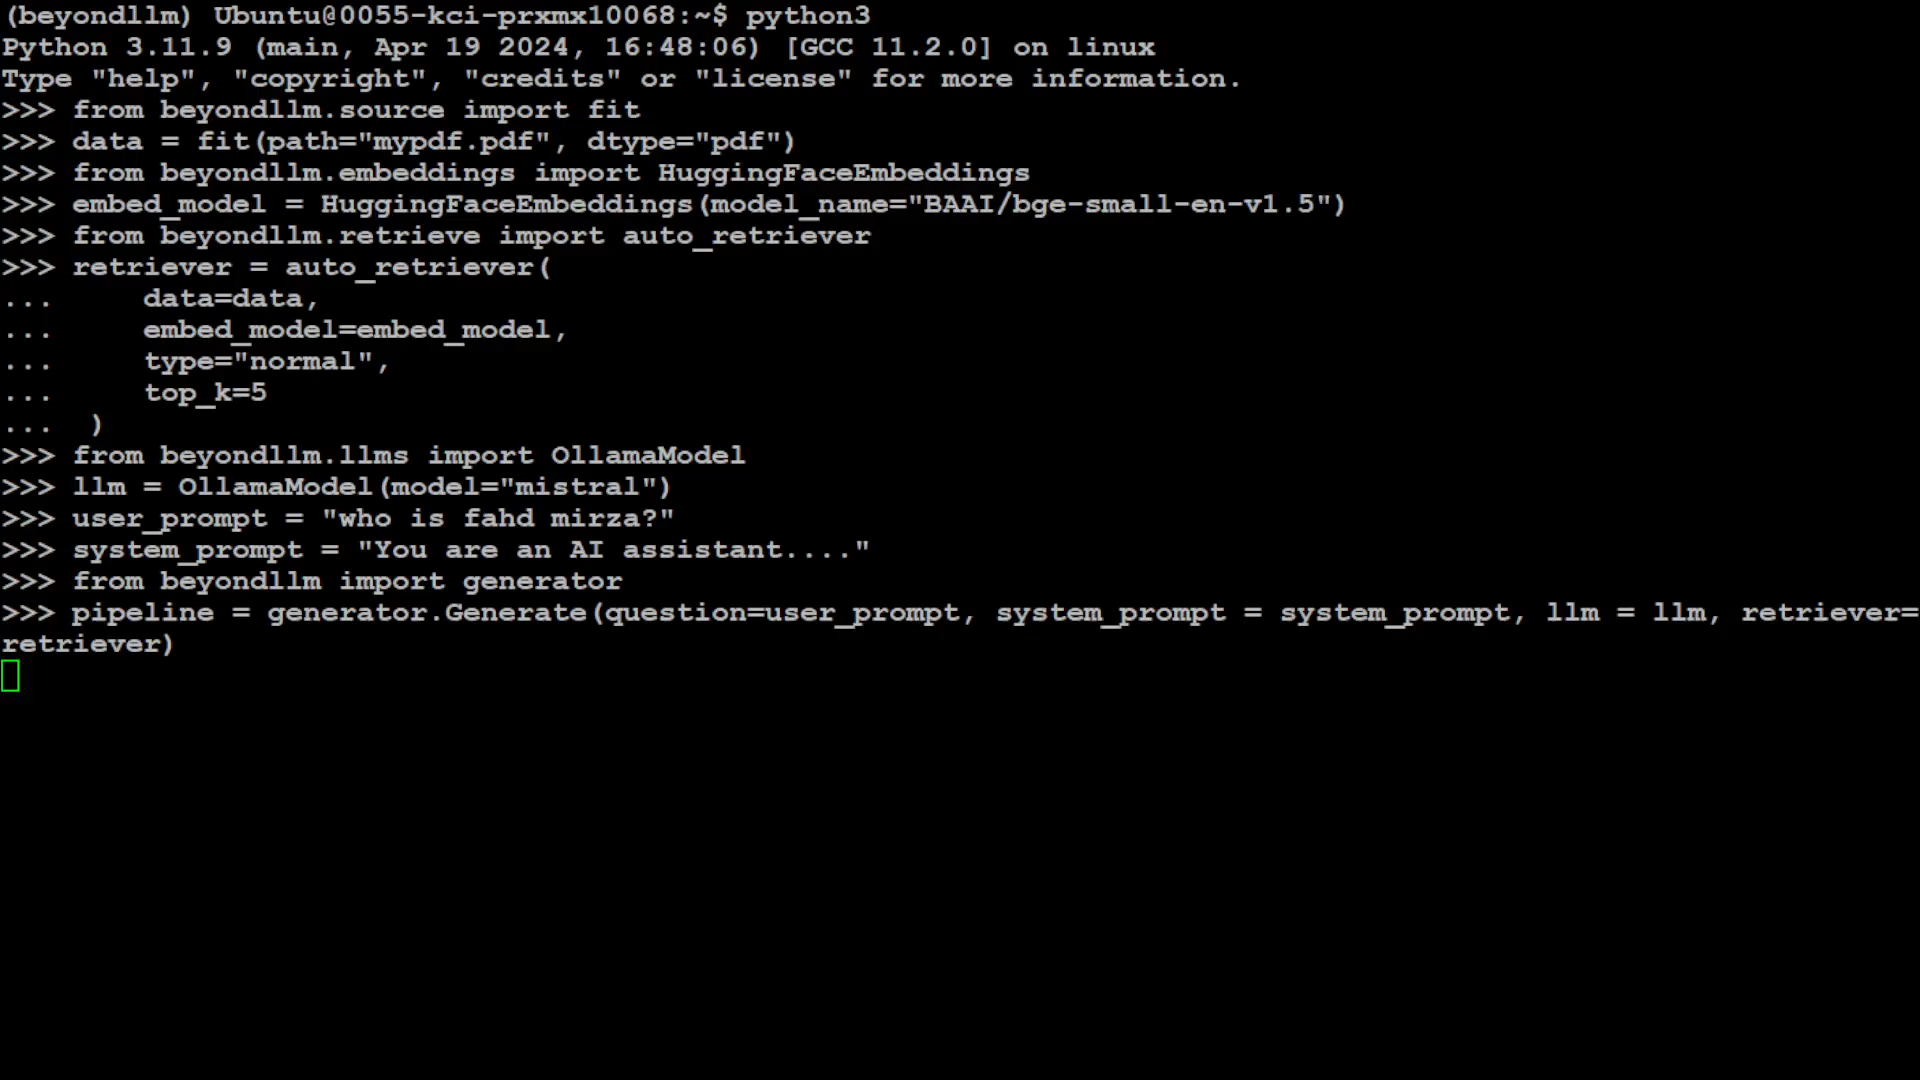 (beyondllm) Ubuntu@0055-kci-prxmx10068:~$ python3
Python 3.11.9 (main, Apr 19 2024, 16:48:06) [GCC 11.2.0] on linux
Type "help", "copyright", "credits" or "license" for more information.
>>> from beyondllm.source import fit
>>> data = fit(path="mypdf.pdf", dtype="pdf")
>>> from beyondllm.embeddings import HuggingFaceEmbeddings
>>> embed_model = HuggingFaceEmbeddings(model_name="BAAI/bge-small-en-v1.5")
>>> from beyondllm.retrieve import auto_retriever
>>> retriever = auto_retriever(
...     data=data,
...     embed_model=embed_model,
...     type="normal",
...     top_k=5
...  )
>>> from beyondllm.llms import OllamaModel
>>> llm = OllamaModel(model="mistral")
>>> user_prompt = "who is fahd mirza?"
>>> system_prompt = "You are an AI assistant...."
>>> from beyondllm import generator
>>> pipeline = generator.Generate(question=user_prompt, system_prompt = system_prompt, llm = llm, retriever=
retriever)